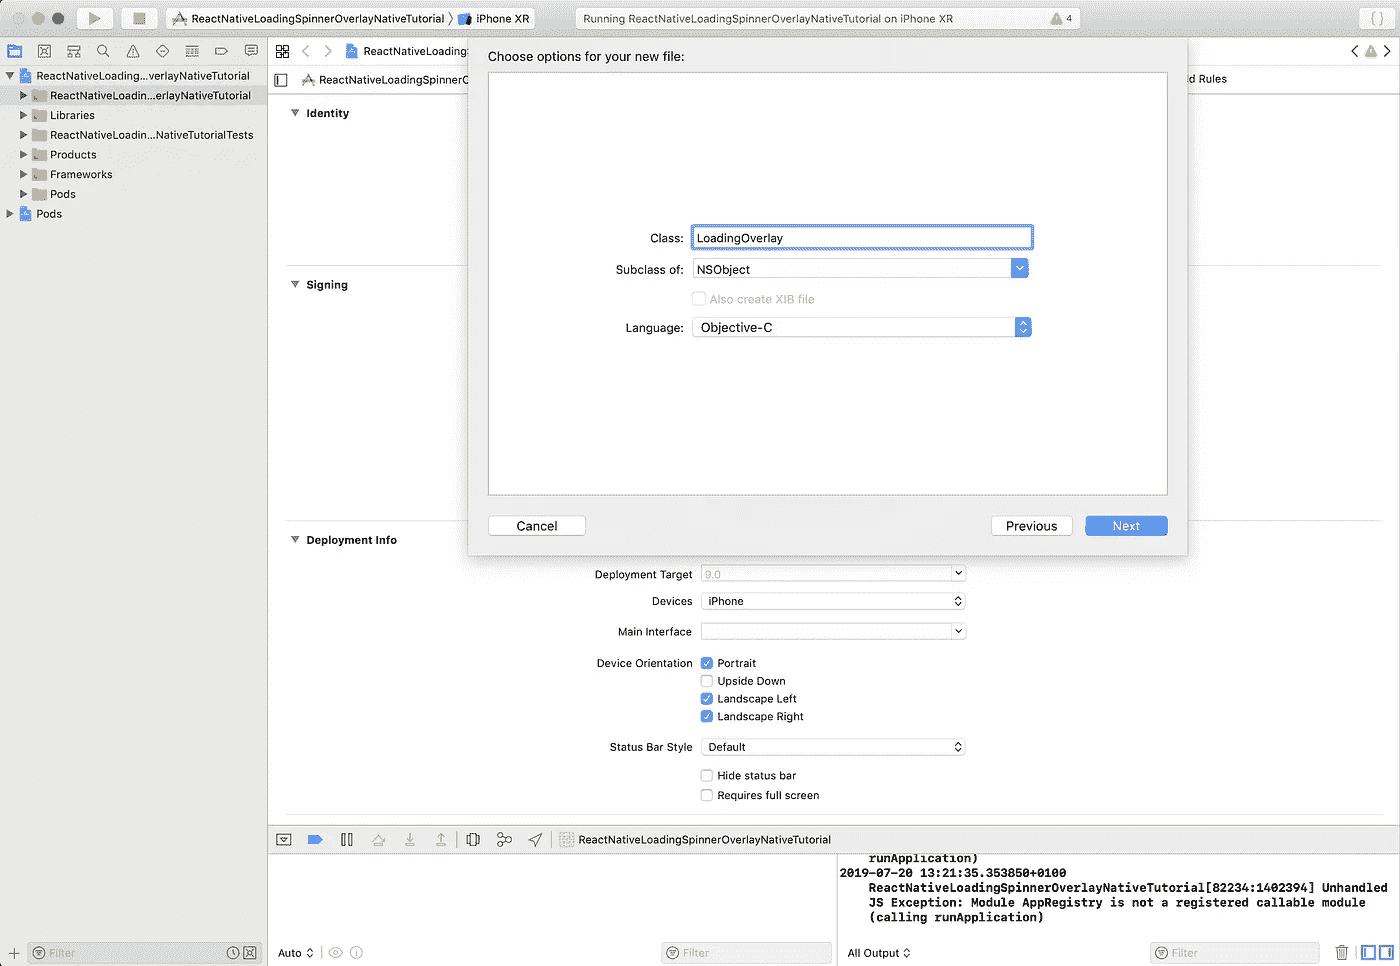 ReactNativeLoadingSpinnerOverlayNativeTutorial
iPhone XR
Running ReactNativeLoadingSpinnerOverlayNativeTutorial on iPhone XR
4
ReactNativeLoading...verlayNativeTutorial
ReactNativeLoadin...erlayNativeTutorial
Libraries
ReactNativeLoadin...NativeTutorialTests
Products
Frameworks
Pods
Pods
Filter
ReactNativeLoading
ReactNativeLoadingSpinnerO
d Rules
Identity
Signing
Deployment Info
Choose options for your new file:
Class: LoadingOverlay
Subclass of: NSObject
Also create XIB file
Language: Objective-C
Cancel
Previous
Next
Deployment Target 9.0
Devices iPhone
Main Interface
Device Orientation Portrait
Upside Down
Landscape Left
Landscape Right
Status Bar Style Default
Hide status bar
Requires full screen
ReactNativeLoadingSpinnerOverlayNativeTutorial
runApplication)
2019-07-20 13:21:35.353850+0100
ReactNativeLoadingSpinnerOverlayNativeTutorial[82234:1402394] Unhandled
JS Exception: Module AppRegistry is not a registered callable module
(calling runApplication)
Auto
Filter
All Output
Filter